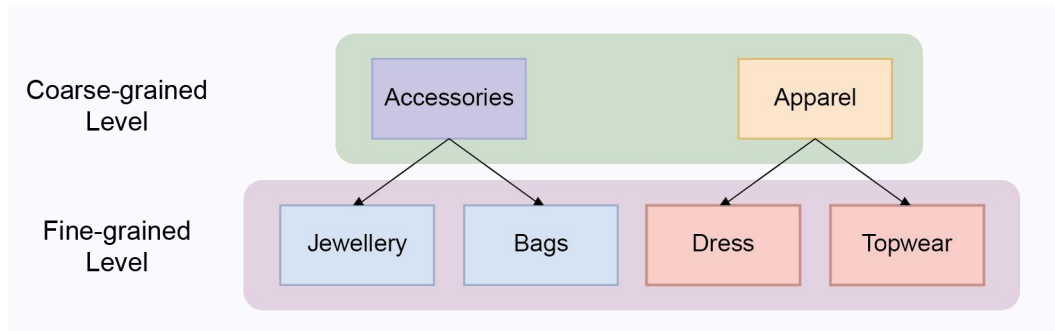 Coarse-grained
Level
Accessories
Apparel
Fine-grained
Level
Jewellery
Bags
Dress
Topwear